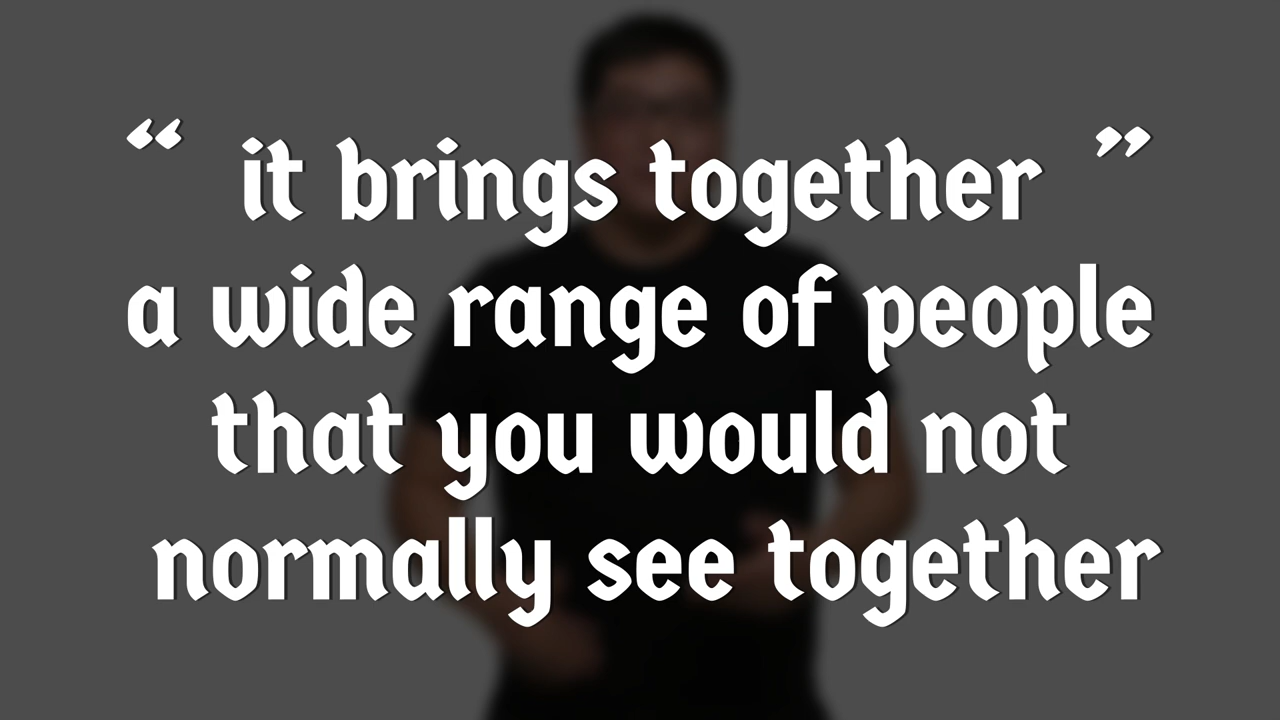 “ it brings together ”
a wide range of people
that you would not
normally see together